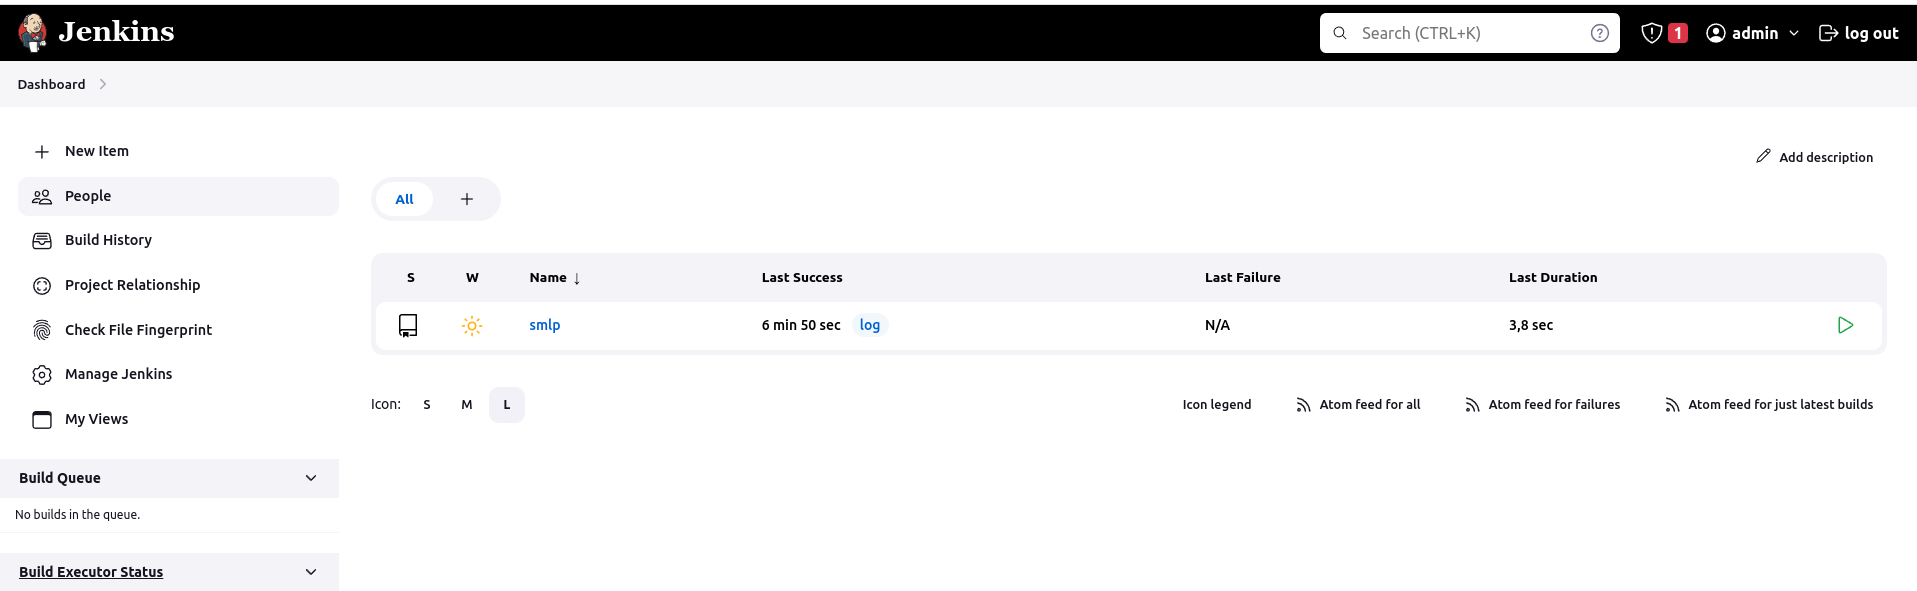 Jenkins
Search (CTRL+K)
1
admin
log out
Dashboard
New Item
People
Build History
Project Relationship
Check File Fingerprint
Manage Jenkins
My Views
Build Queue
No builds in the queue.
Build Executor Status
Add description
All
S W Name ↓ Last Success Last Failure Last Duration
smlp 6 min 50 sec log N/A 3,8 sec
Icon: S M L
Icon legend Atom feed for all Atom feed for failures Atom feed for just latest builds